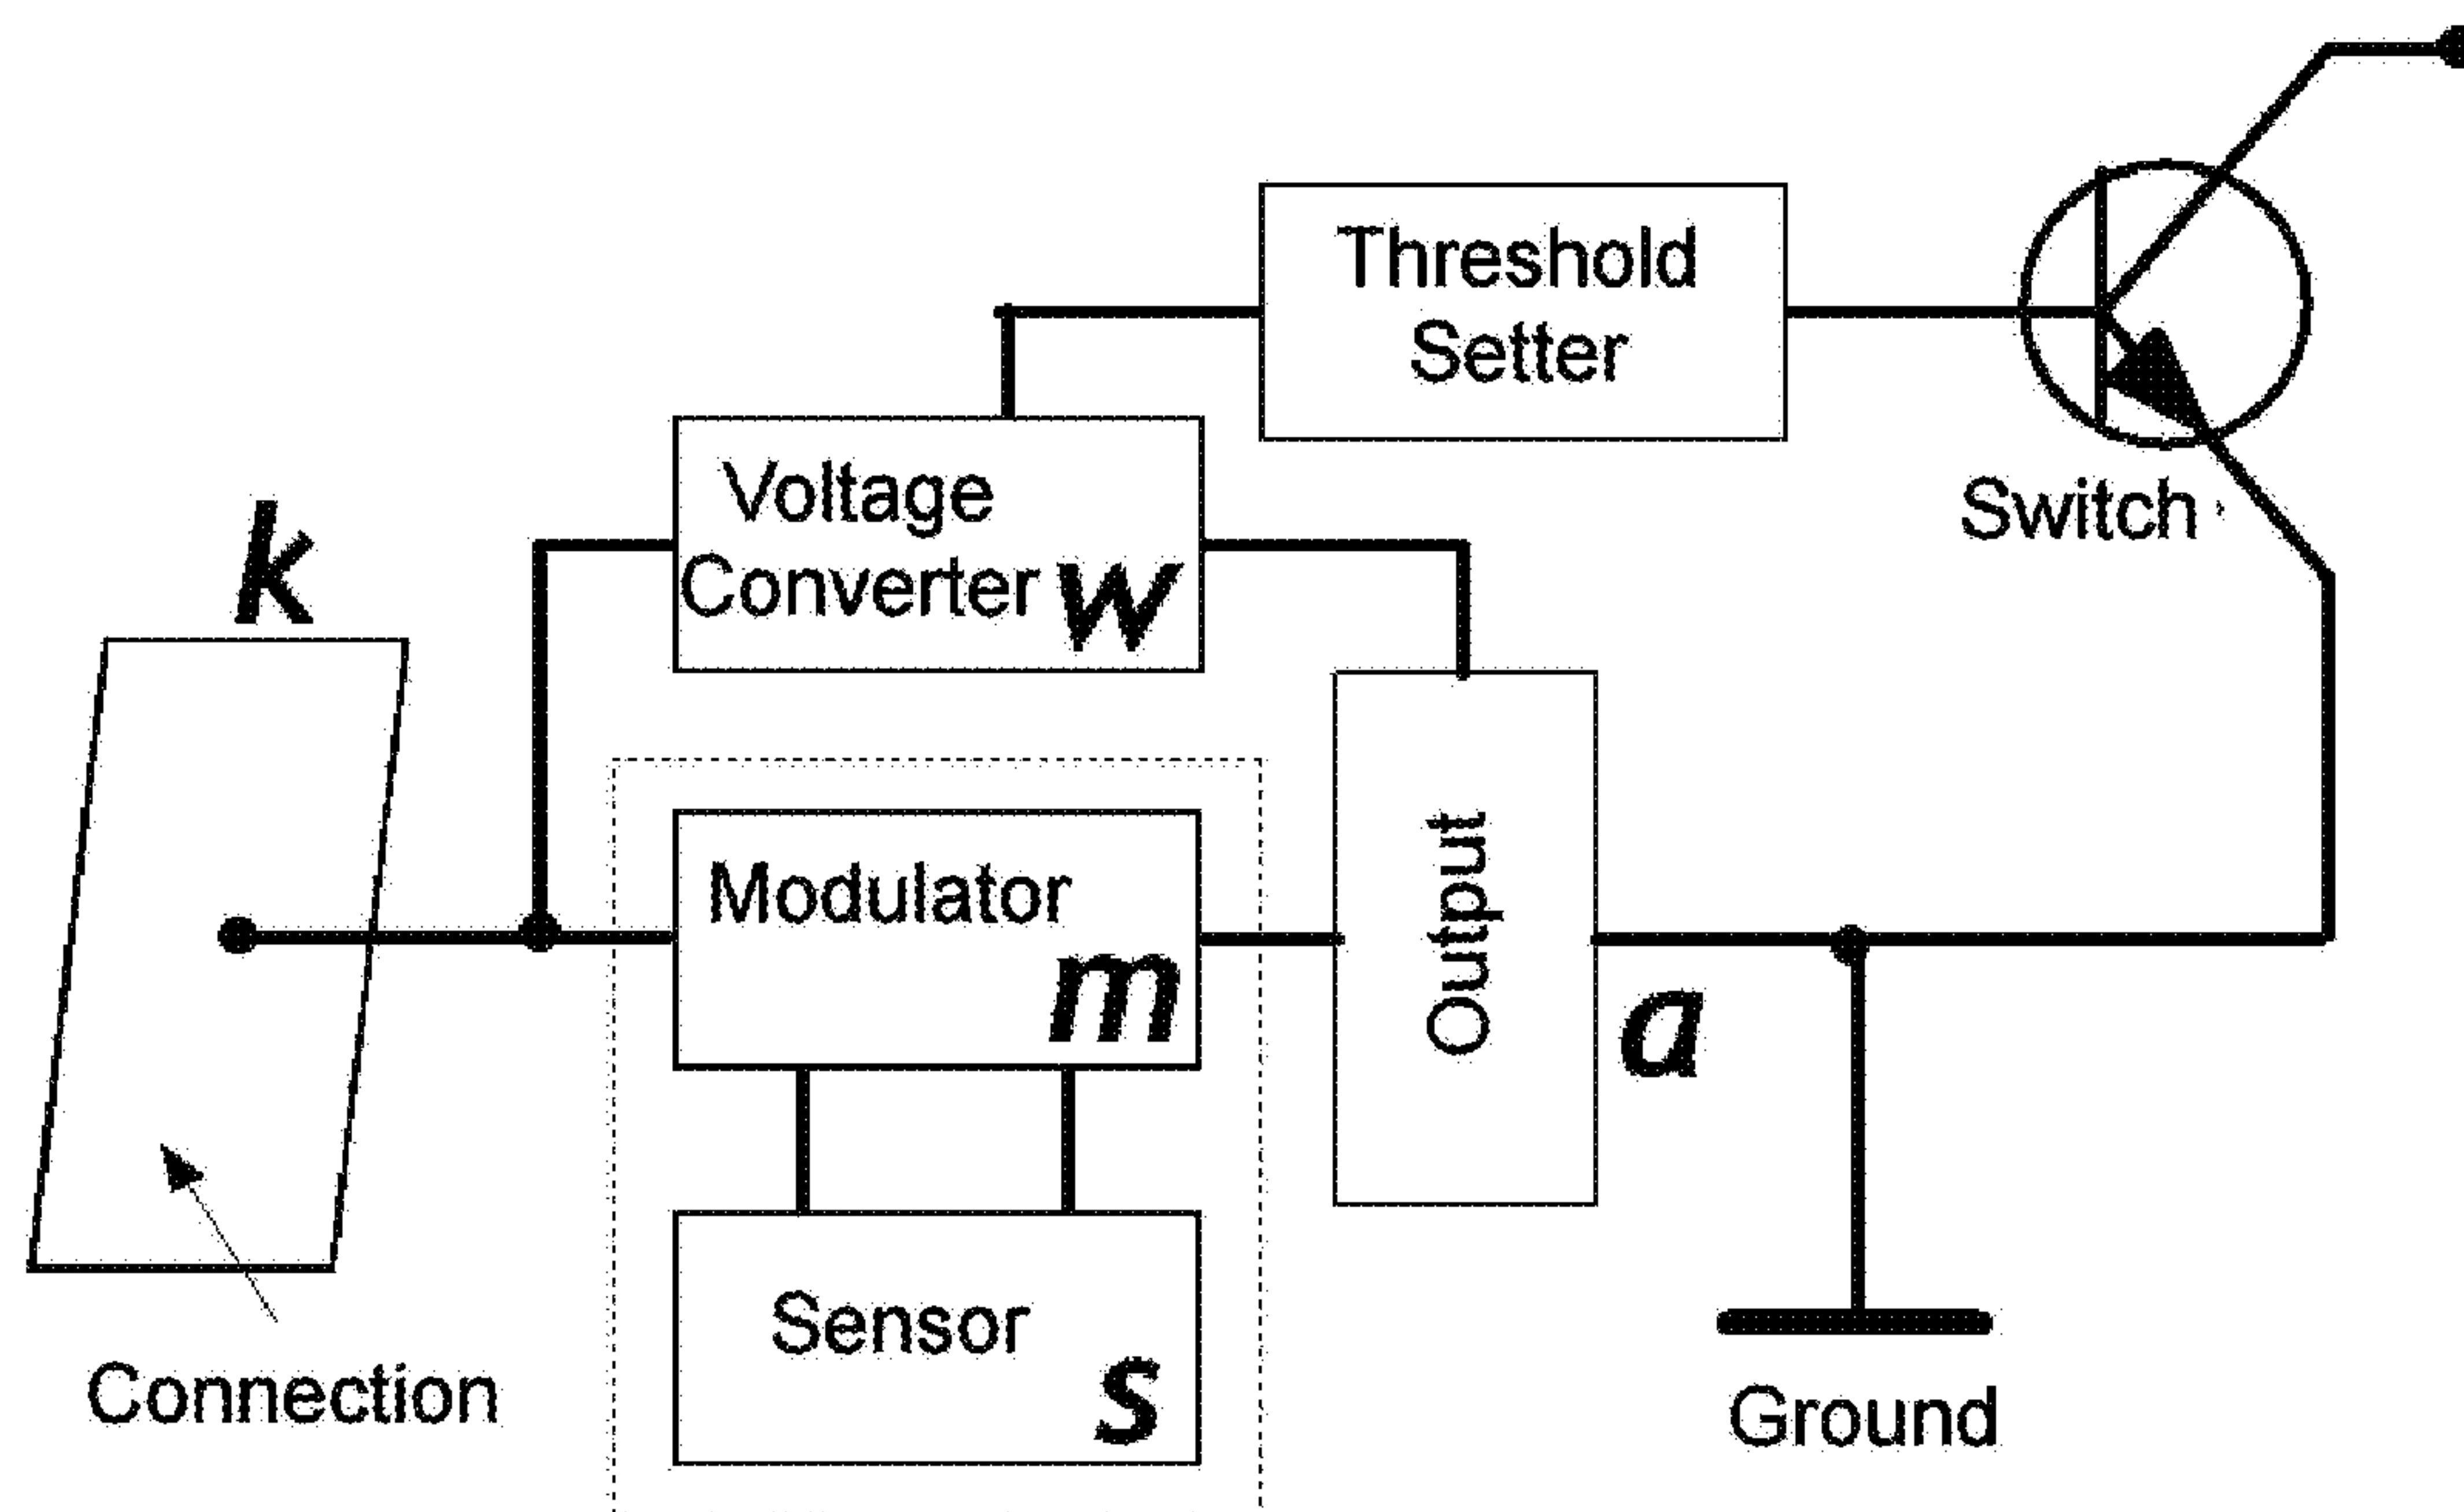 Threshold
Setter
Voltage
Converter w
k
Switch
Modulator
m
Output
a
Sensor
s
Connection
Ground